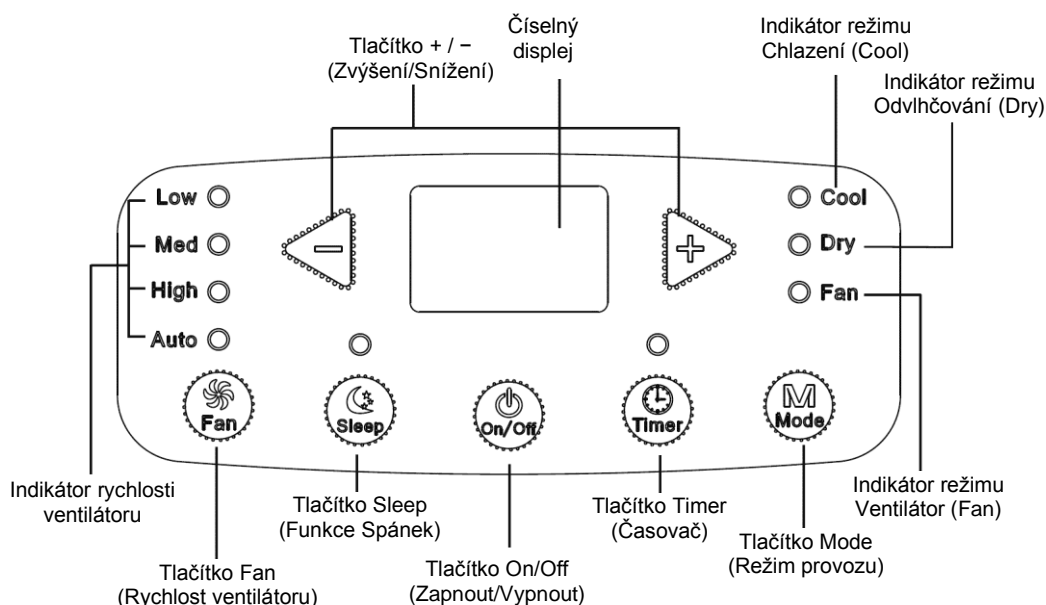 Číselný
displej
Tlačítko + / −
(Zvýšení/Snížení)
Indikátor režimu
Chlazení (Cool)
Indikátor režimu
Odvlhčování (Dry)
Low
Med
High
Auto
−
+
Cool
Dry
Fan
Fan
Sleep
On/Off
Timer
M
Mode
Indikátor rychlosti
ventilátoru
Tlačítko Sleep
(Funkce Spánek)
Tlačítko Timer
(Časovač)
Indikátor režimu
Ventilátor (Fan)
Tlačítko Fan
(Rychlost ventilátoru)
Tlačítko On/Off
(Zapnout/Vypnout)
Tlačítko Mode
(Režim provozu)